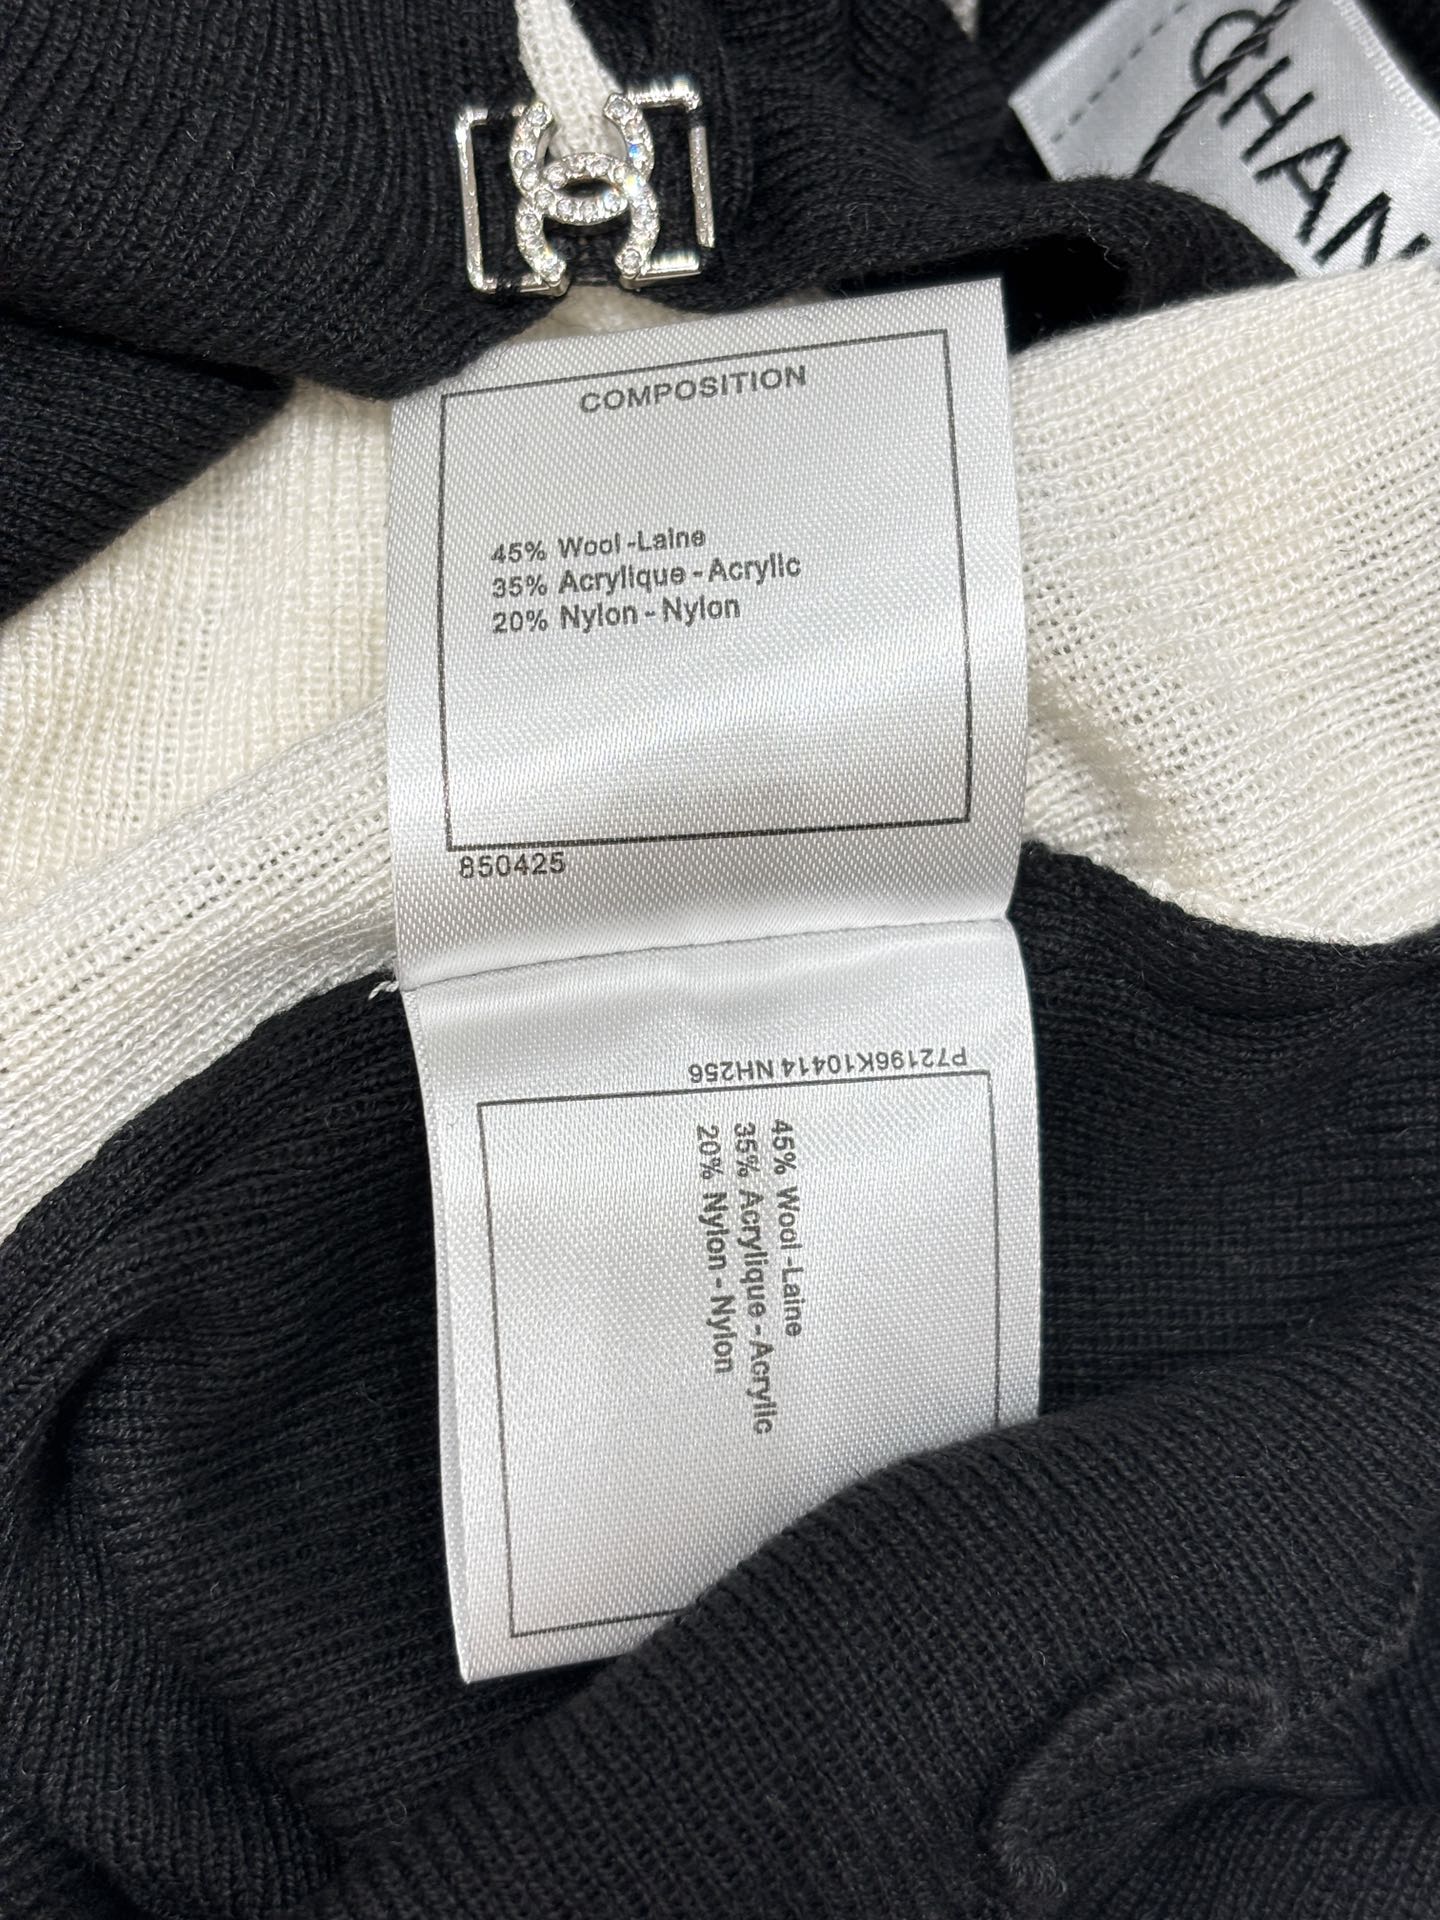 CHANEL
COMPOSITION
45% Wool -Laine
35% Acrylique - Acrylic
20% Nylon - Nylon
850425
P72196K10414 NH256
45% Wool -Laine
35% Acrylique - Acrylic
20% Nylon - Nylon